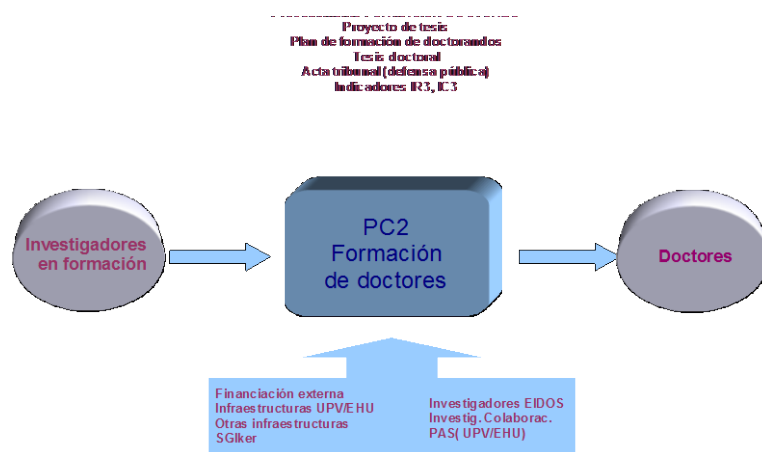 Proyecto de tesis
Plan de formación de doctorandos
Tesis doctoral
Acta tribunal (defensa pública)
Indicadores IR3, IC3
Investigadores
en formación
PC2
Formación
de doctores
Doctores
Financiación externa
Infraestructuras UPV/EHU
Otras infraestructuras
SGIker
Investigadores EIDOS
Investig. Colaborac.
PAS( UPV/EHU)